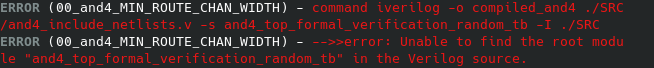 ERROR (00_and4_MIN_ROUTE_CHAN_WIDTH) - command iverilog -o compiled_and4 ./SRC
/and4_include_netlists.v -s and4_top_formal_verification_random_tb -I ./SRC
ERROR (00_and4_MIN_ROUTE_CHAN_WIDTH) - -->>error: Unable to find the root modu
le "and4_top_formal_verification_random_tb" in the Verilog source.